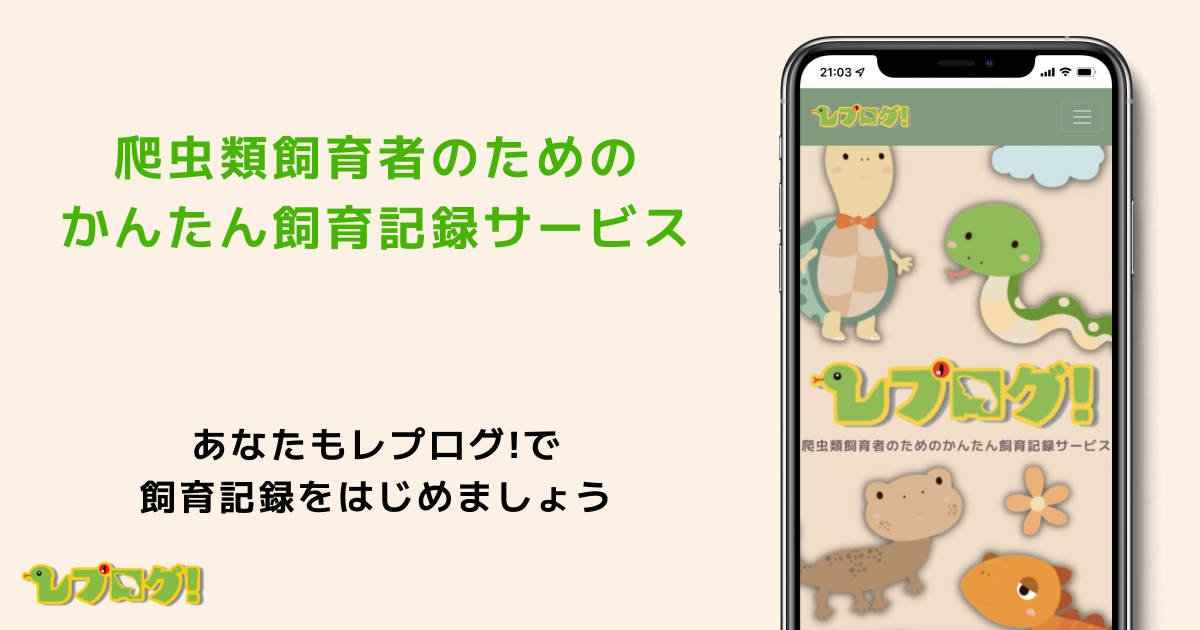 爬虫類飼育者のための
かんたん飼育記録サービス
あなたもレプログ!で
飼育記録をはじめましょう
レプログ!
21:03
レプログ!
レプログ!
爬虫類飼育者のためのかんたん飼育記録サービス